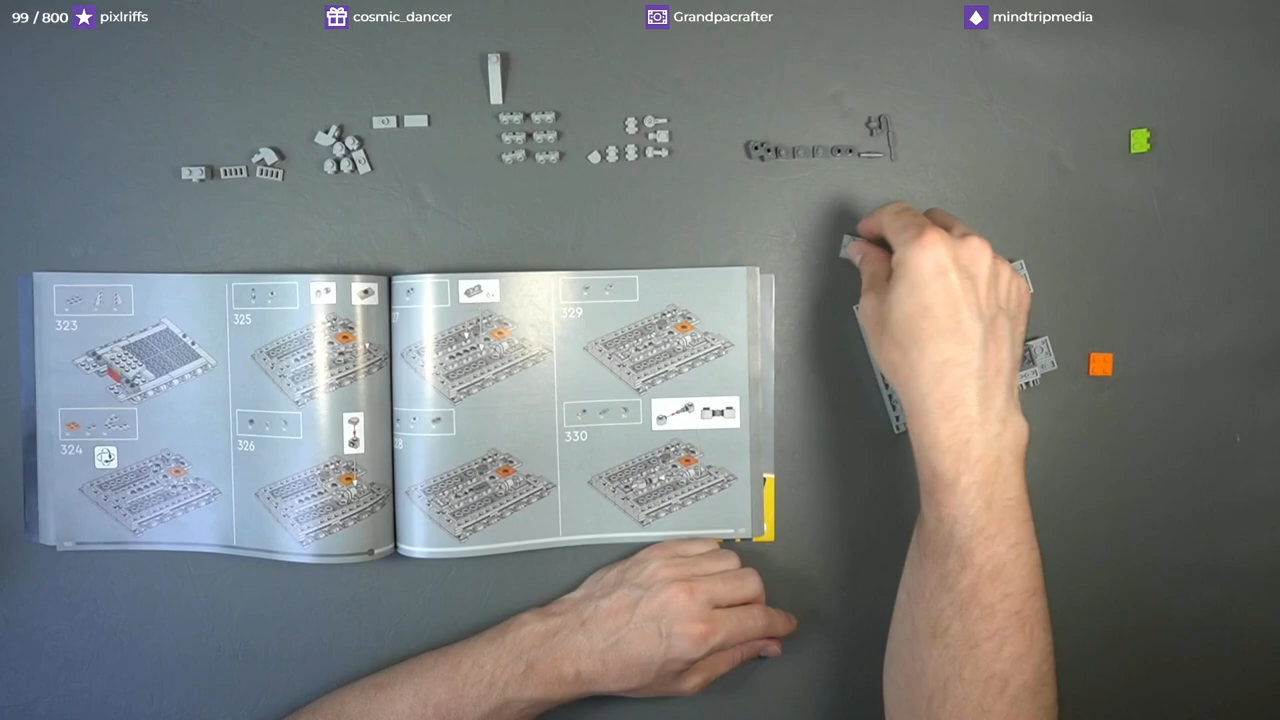 99 / 800 pixlriffs
cosmic_dancer
Grandpacrafter
mindtripmedia
323
325
329
324
326
330